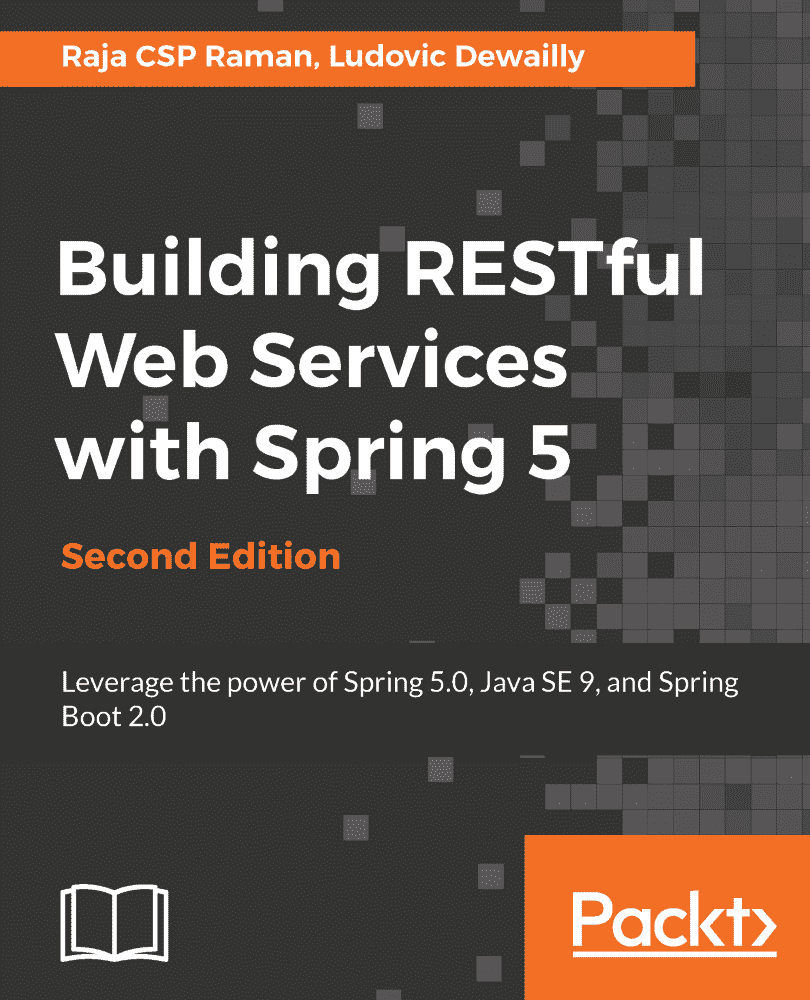 Raja CSP Raman, Ludovic Dewailly
Building RESTful
Web Services
with Spring 5
Second Edition
Leverage the power of Spring 5.0, Java SE 9, and Spring
Boot 2.0
Packt>